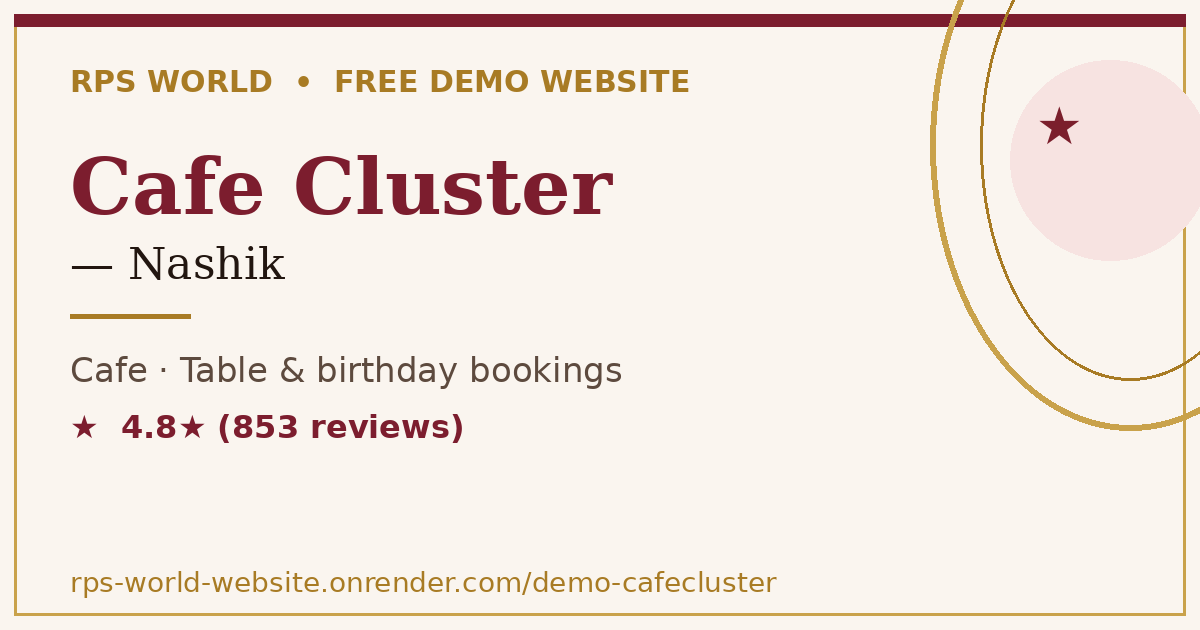 RPS WORLD • FREE DEMO WEBSITE
Cafe Cluster
— Nashik
Cafe · Table & birthday bookings
★ 4.8★ (853 reviews)
rps-world-website.onrender.com/demo-cafecluster